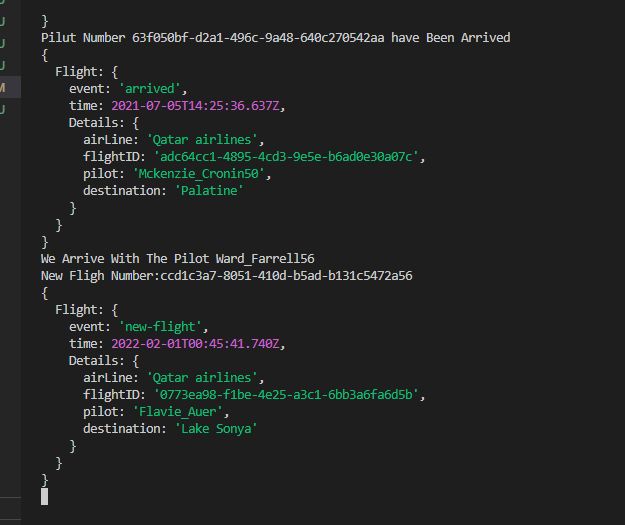 }
Pilut Number 63f050bf-d2a1-496c-9a48-640c270542aa have Been Arrived
{
  Flight: {
    event: 'arrived',
    time: 2021-07-05T14:25:36.637Z,
    Details: {
      airLine: 'Qatar airlines',
      flightID: 'adc64cc1-4895-4cd3-9e5e-b6ad0e30a07c',
      pilot: 'Mckenzie_Cronin50',
      destination: 'Palatine'
    }
  }
}
We Arrive With The Pilot Ward_Farrell56
New Fligh Number:ccd1c3a7-8051-410d-b5ad-b131c5472a56
{
  Flight: {
    event: 'new-flight',
    time: 2022-02-01T00:45:41.740Z,
    Details: {
      airLine: 'Qatar airlines',
      flightID: '0773ea98-f1be-4e25-a3c1-6bb3a6fa6d5b',
      pilot: 'Flavie_Auer',
      destination: 'Lake Sonya'
    }
  }
}